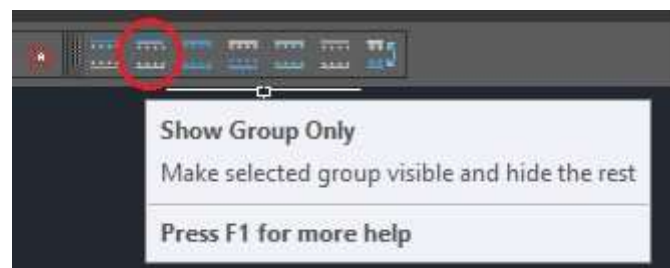 Show Group Only
Make selected group visible and hide the rest
Press F1 for more help